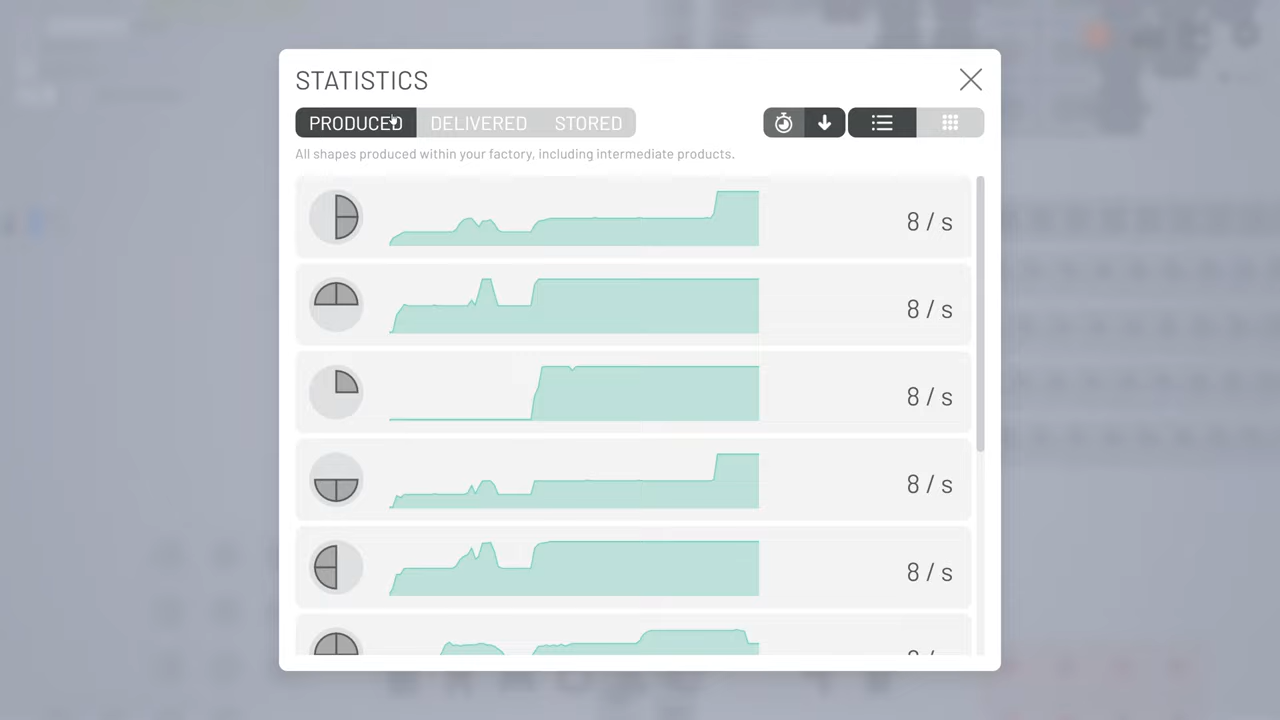 STATISTICS
PRODUCED DELIVERED STORED
All shapes produced within your factory, including intermediate products.
8 / s
8 / s
8 / s
8 / s
8 / s